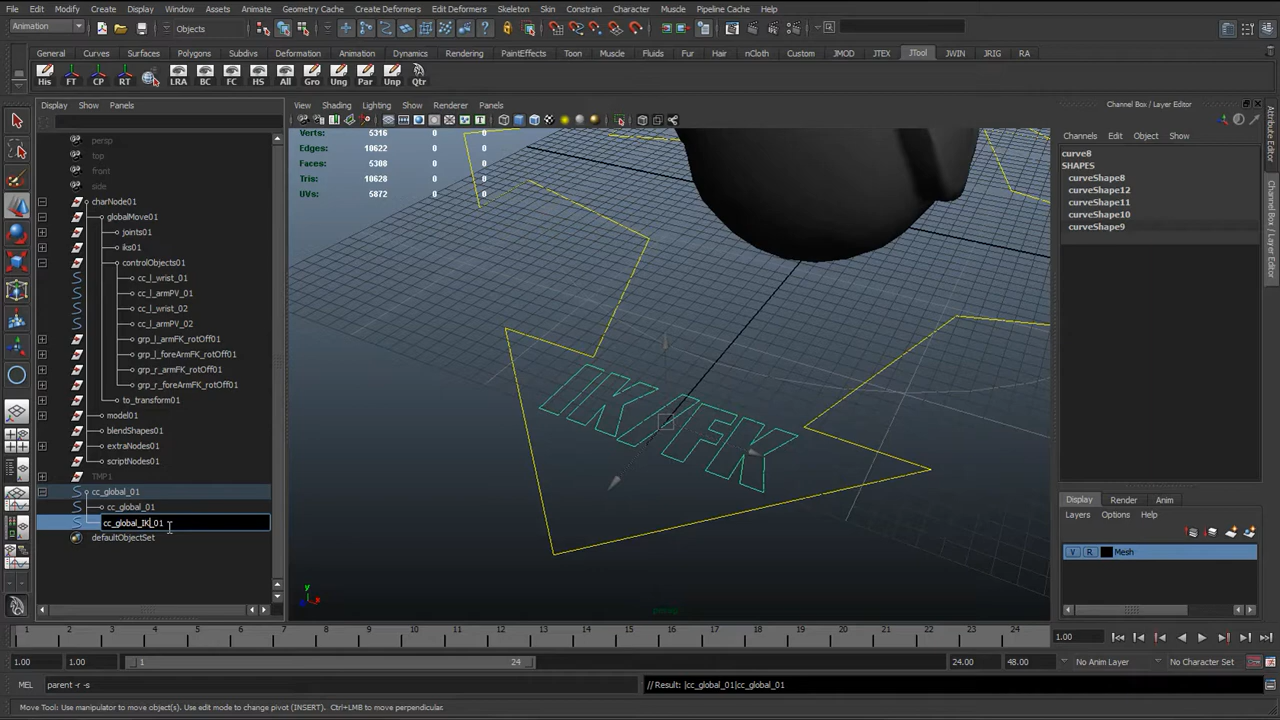 File Edit Modify Create Display Window Assets Animate Geometry Cache Create Deformers Edit Deformers Skeleton Skin Constrain Character Muscle Pipeline Cache Help
Animation Objects
General Curves Surfaces Polygons Subdivs Deformation Animation Dynamics Rendering PaintEffects Toon Muscle Fluids Fur Hair nCloth Custom JMOD JTEX JTool JWIN JRIG RA
His FT CP RT LRA BC FC HS All Gro Ung Par Unp Qtr
Display Show Panels
View Shading Lighting Show Renderer Panels
Channel Box / Layer Editor
persp
top
front
side
charNode01
globalMove01
joints01
iks01
controlObjects01
cc_l_wrist_01
cc_l_armPV_01
cc_l_wrist_02
cc_l_armPV_02
grp_l_armFK_rotOff01
grp_l_foreArmFK_rotOff01
grp_r_armFK_rotOff01
grp_r_foreArmFK_rotOff01
to_transform01
model01
blendShapes01
extraNodes01
scriptNodes01
TMP1
cc_global_01
cc_global_01
cc_global_IK_01
defaultObjectSet
Verts: 5316 0 0
Edges: 10622 0 0
Faces: 5308 0 0
Tris: 10628 0 0
UVs: 5872 0 0
IK/FK
y
x
persp
Channels Edit Object Show
curve8
SHAPES
curveShape8
curveShape12
curveShape11
curveShape10
curveShape9
Display Render Anim
Layers Options Help
V R Mesh
Attribute Editor
Channel Box / Layer Editor
1 2 3 4 5 6 7 8 9 10 11 12 13 14 15 16 17 18 19 20 21 22 23 24
1.00
1.00 1.00 1 24 24.00 48.00 No Anim Layer No Character Set
MEL parent -r -s // Result: |cc_global_01|cc_global_01
Move Tool: Use manipulator to move object(s). Use edit mode to change pivot (INSERT). Ctrl+LMB to move perpendicular.